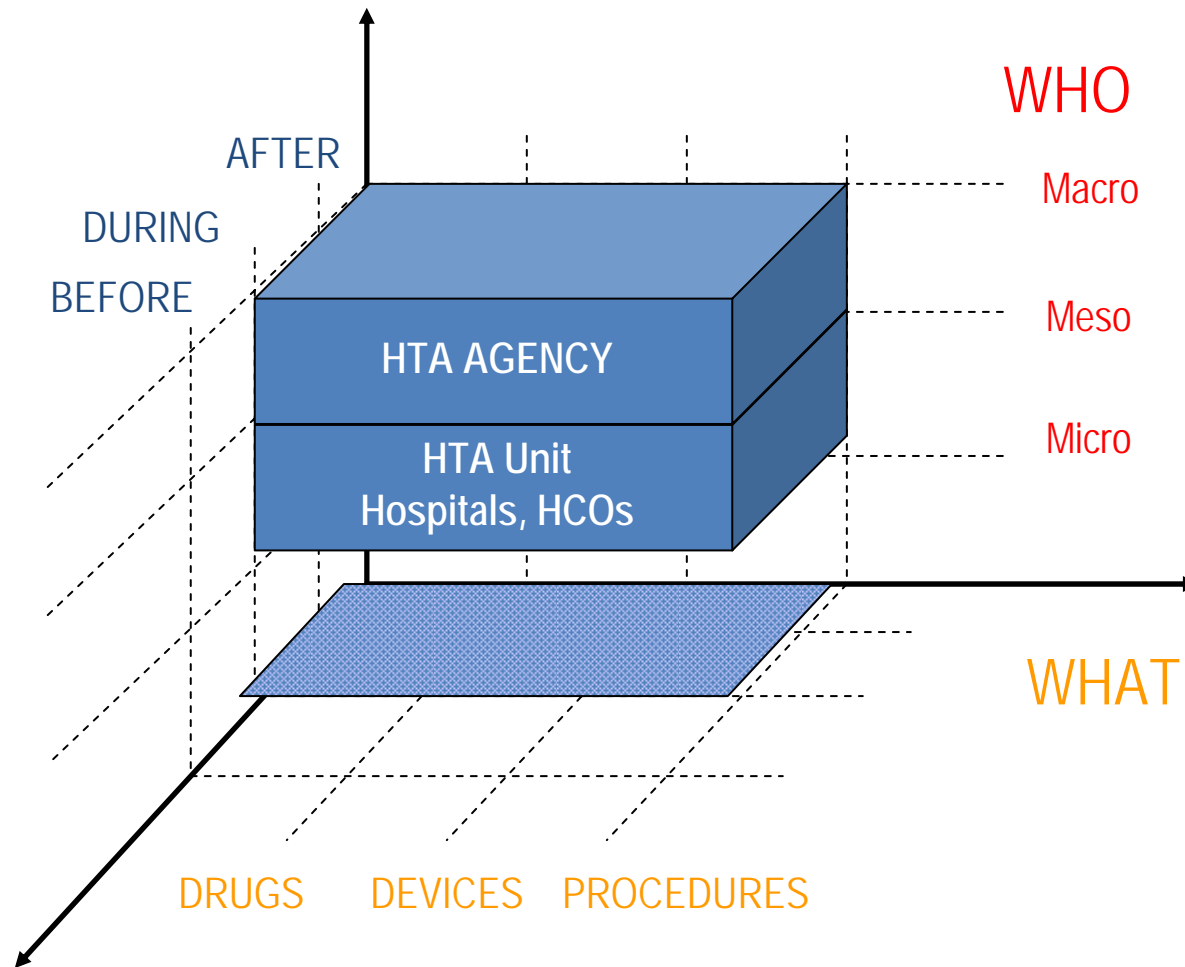 WHO
AFTER
Macro
DURING
BEFORE
Meso
HTA AGENCY
Micro
HTA Unit
Hospitals, HCOs
WHAT
DRUGS
DEVICES
PROCEDURES